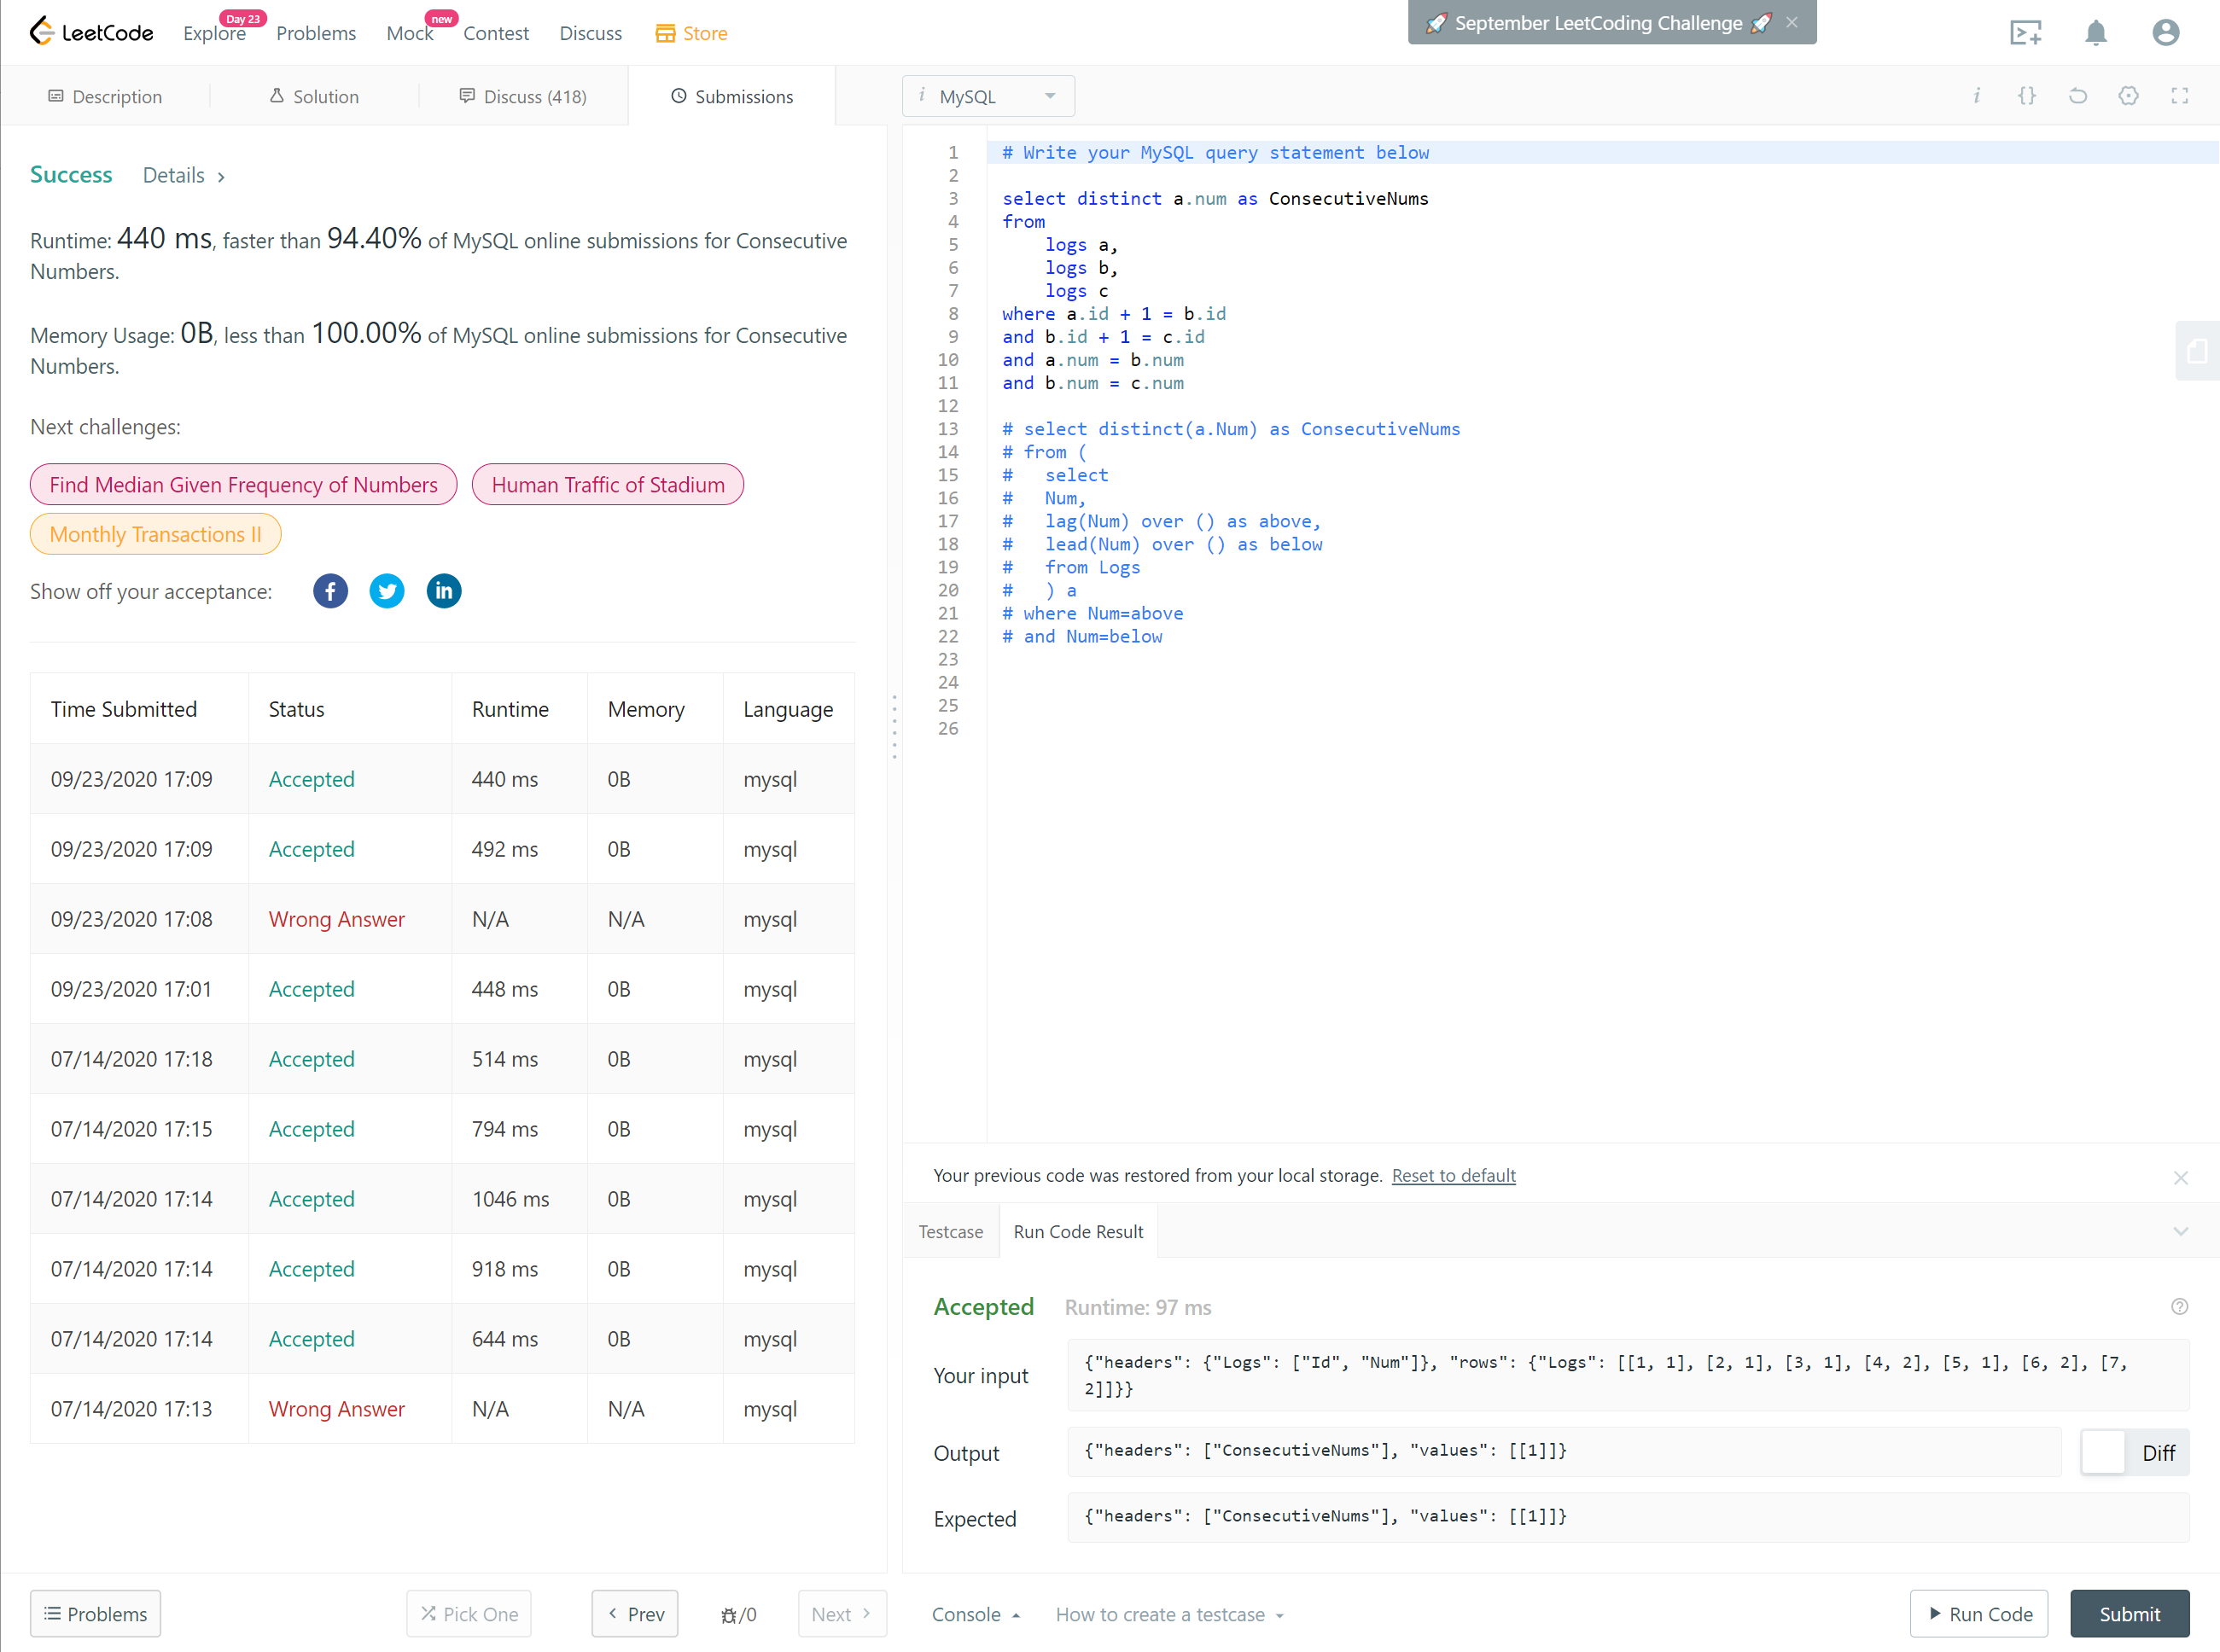 LeetCode
Explore
Day 23
Problems
Mock
new
Contest
Discuss
Store
🚀 September LeetCoding Challenge 🚀
Description
Solution
Discuss (418)
Submissions
i MySQL
Success Details >
Runtime: 440 ms, faster than 94.40% of MySQL online submissions for Consecutive
Numbers.
Memory Usage: 0B, less than 100.00% of MySQL online submissions for Consecutive
Numbers.
Next challenges:
Find Median Given Frequency of Numbers
Human Traffic of Stadium
Monthly Transactions II
Show off your acceptance:
Time Submitted Status Runtime Memory Language
09/23/2020 17:09 Accepted 440 ms 0B mysql
09/23/2020 17:09 Accepted 492 ms 0B mysql
09/23/2020 17:08 Wrong Answer N/A N/A mysql
09/23/2020 17:01 Accepted 448 ms 0B mysql
07/14/2020 17:18 Accepted 514 ms 0B mysql
07/14/2020 17:15 Accepted 794 ms 0B mysql
07/14/2020 17:14 Accepted 1046 ms 0B mysql
07/14/2020 17:14 Accepted 918 ms 0B mysql
07/14/2020 17:14 Accepted 644 ms 0B mysql
07/14/2020 17:13 Wrong Answer N/A N/A mysql
1 # Write your MySQL query statement below
2
3 select distinct a.num as ConsecutiveNums
4 from
5 logs a,
6 logs b,
7 logs c
8 where a.id + 1 = b.id
9 and b.id + 1 = c.id
10 and a.num = b.num
11 and b.num = c.num
12
13 # select distinct(a.Num) as ConsecutiveNums
14 # from (
15 # select
16 # Num,
17 # lag(Num) over () as above,
18 # lead(Num) over () as below
19 # from Logs
20 # ) a
21 # where Num=above
22 # and Num=below
23
24
25
26
Your previous code was restored from your local storage. Reset to default
Testcase
Run Code Result
Accepted Runtime: 97 ms
Your input
{"headers": {"Logs": ["Id", "Num"]}, "rows": {"Logs": [[1, 1], [2, 1], [3, 1], [4, 2], [5, 1], [6, 2], [7,
2]]}}
Output
{"headers": ["ConsecutiveNums"], "values": [[1]]}
Diff
Expected
{"headers": ["ConsecutiveNums"], "values": [[1]]}
Problems
Pick One
Prev
/0
Next
Console
How to create a testcase
Run Code
Submit